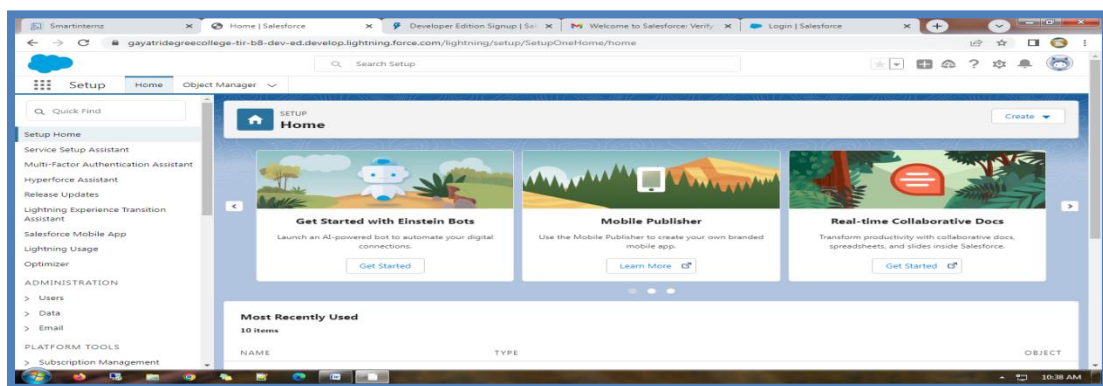 Smartinternz
Home | Salesforce
Developer Edition Signup | Sal
Welcome to Salesforce: Verify
Login | Salesforce
gayatridegreecollege-tir-b8-dev-ed.develop.lightning.force.com/lightning/setup/SetupOneHome/home
Search Setup
Setup
Home
Object Manager
Quick Find
Setup Home
Service Setup Assistant
Multi-Factor Authentication Assistant
Hyperforce Assistant
Release Updates
Lightning Experience Transition
Assistant
Salesforce Mobile App
Lightning Usage
Optimizer
ADMINISTRATION
Users
Data
Email
PLATFORM TOOLS
Subscription Management
SETUP
Home
Create
Get Started with Einstein Bots
Launch an AI-powered bot to automate your digital
connections.
Get Started
Mobile Publisher
Use the Mobile Publisher to create your own branded
mobile app.
Learn More
Real-time Collaborative Docs
Transform productivity with collaborative docs,
spreadsheets, and slides inside Salesforce.
Get Started
Most Recently Used
10 items
NAME
TYPE
OBJECT
10:38 AM